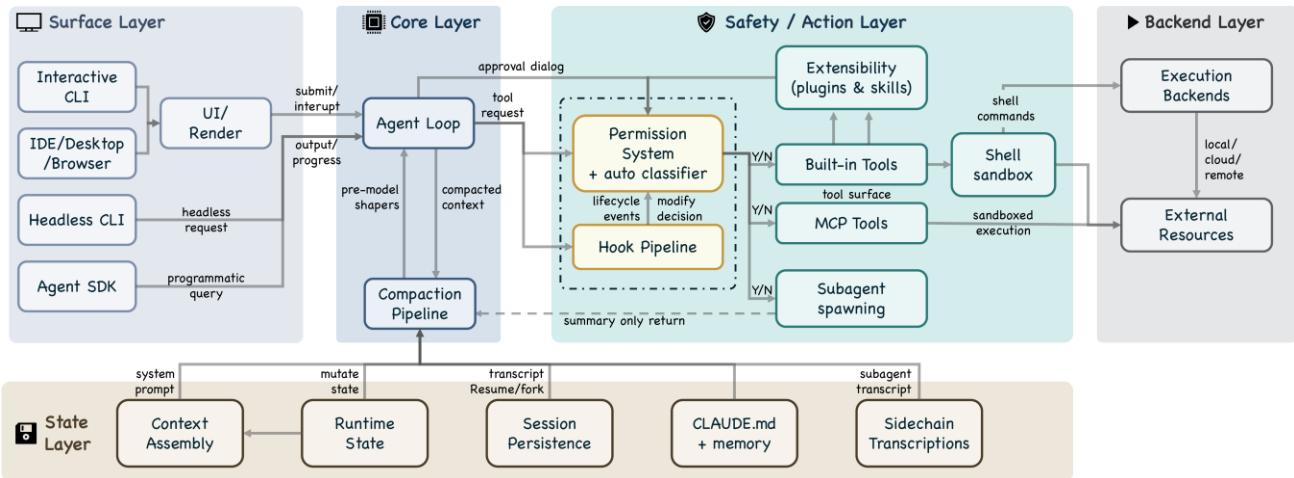 Surface Layer
Interactive
CLI
IDE/Desktop
/Browser
Headless CLI
Agent SDK
UI/
Render
submit/
interupt
output/
progress
headless
request
programmatic
query
Core Layer
Agent Loop
pre-model
shapers
compacted
context
Compaction
Pipeline
Safety / Action Layer
approval dialog
tool
request
Permission
System
+ auto classifier
lifecycle
events
modify
decision
Hook Pipeline
Y/N
Y/N
Y/N
Extensibility
(plugins & skills)
Built-in Tools
tool surface
MCP Tools
Subagent
spawning
summary only return
shell
commands
Shell
sandbox
sandboxed
execution
Backend Layer
Execution
Backends
local/
cloud/
remote
External
Resources
State
Layer
system
prompt
mutate
state
transcript
Resume/fork
subagent
transcript
Context
Assembly
Runtime
State
Session
Persistence
CLAUDE.md
+ memory
Sidechain
Transcriptions